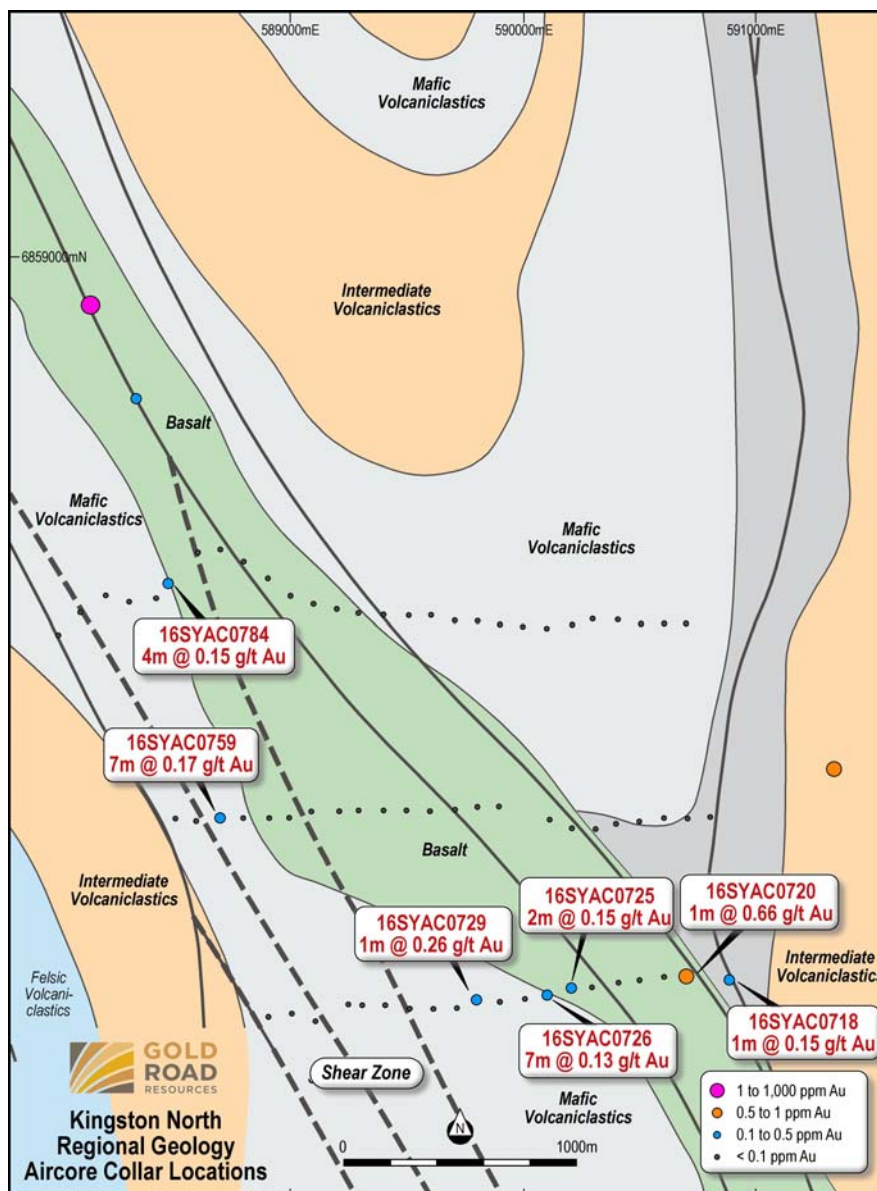 589000mE
590000mE
591000mE
Mafic
Volcaniclastics
6859000mN
Intermediate
Volcaniclastics
Basalt
Mafic
Volcaniclastics
Mafic
Volcaniclastics
16SYAC0784
4m @ 0.15 g/t Au
16SYAC0759
7m @ 0.17 g/t Au
Basalt
Intermediate
Volcaniclastics
16SYAC0729
1m @ 0.26 g/t Au
16SYAC0725
2m @ 0.15 g/t Au
16SYAC0720
1m @ 0.66 g/t Au
Intermediate
Volcaniclastics
Felsic
Volcani-
clastics
16SYAC0726
7m @ 0.13 g/t Au
16SYAC0718
1m @ 0.15 g/t Au
GOLD
ROAD
RESOURCES
Shear Zone
Mafic
Volcaniclastics
Kingston North
Regional Geology
Aircore Collar Locations
N
0
1000m
1 to 1,000 ppm Au
0.5 to 1 ppm Au
0.1 to 0.5 ppm Au
< 0.1 ppm Au